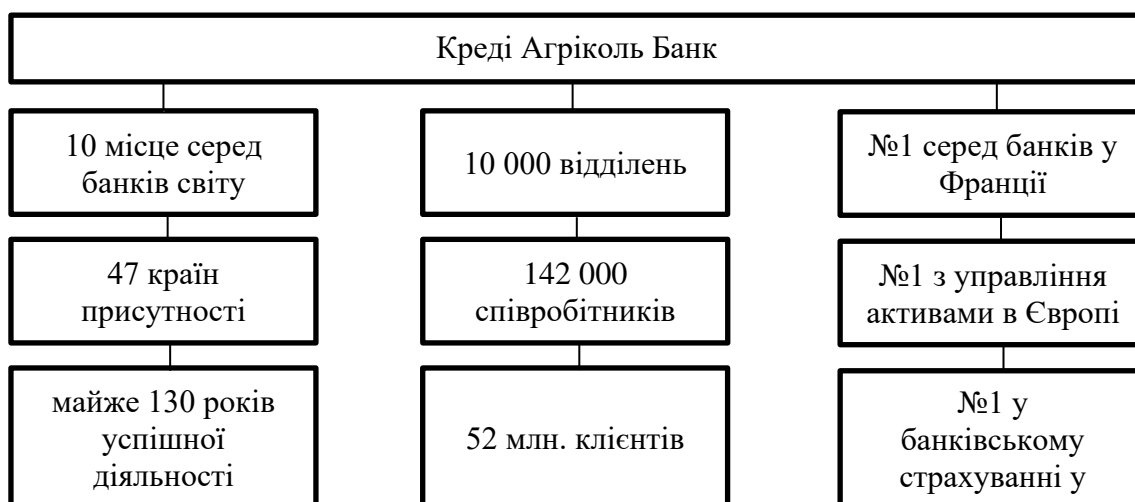 Креді Агріколь Банк
10 місце серед
банків світу
10 000 відділень
№1 серед банків у
Франції
47 країн
присутності
142 000
співробітників
№1 з управління
активами в Європі
майже 130 років
успішної
діяльності
52 млн. клієнтів
№1 у
банківському
страхуванні у